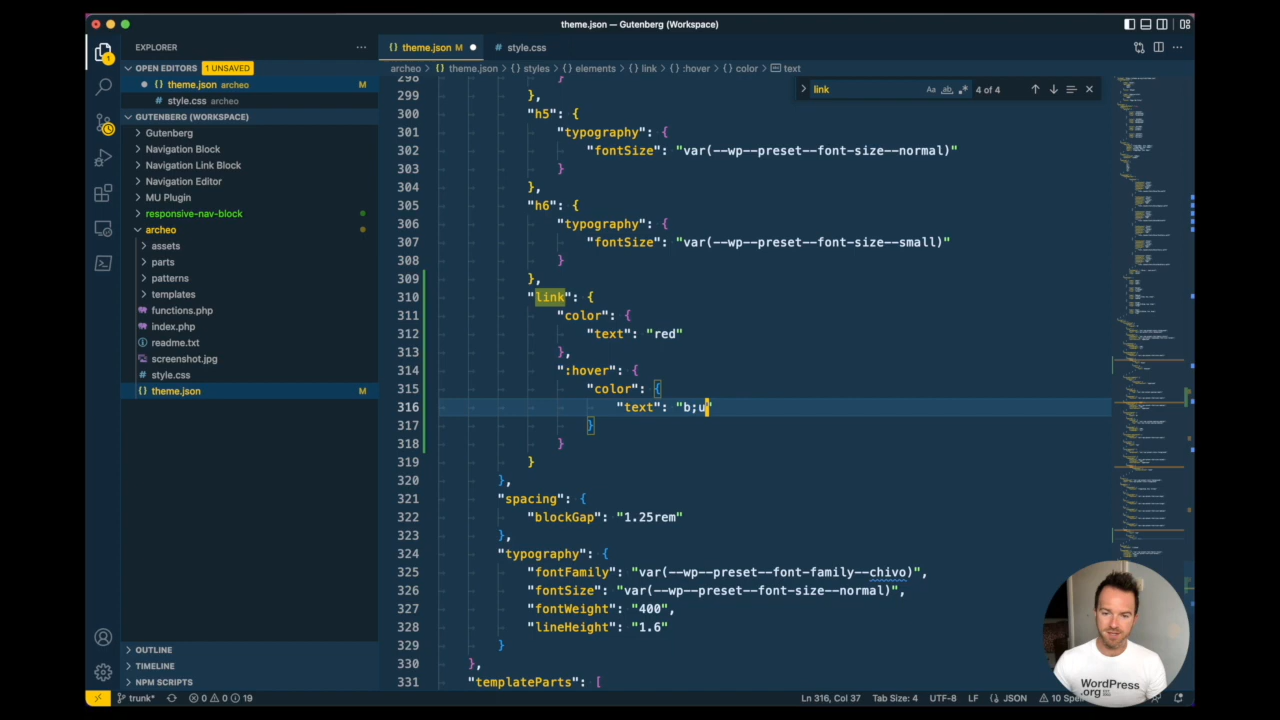 theme.json — Gutenberg (Workspace)
EXPLORER
OPEN EDITORS 1 UNSAVED
theme.json archeo M
style.css archeo
GUTENBERG (WORKSPACE)
Gutenberg
Navigation Block
Navigation Link Block
Navigation Editor
MU Plugin
responsive-nav-block
archeo
assets
parts
patterns
templates
functions.php
index.php
readme.txt
screenshot.jpg
style.css
theme.json M
OUTLINE
TIMELINE
NPM SCRIPTS
theme.json M
style.css
archeo > theme.json > styles > elements > link > :hover > color > text
link Aa ab 4 of 4
298 }
299 },
300 "h5": {
301 "typography": {
302 "fontSize": "var(--wp--preset--font-size--normal)"
303 }
304 },
305 "h6": {
306 "typography": {
307 "fontSize": "var(--wp--preset--font-size--small)"
308 }
309 },
310 "link": {
311 "color": {
312 "text": "red"
313 },
314 ":hover": {
315 "color": {
316 "text": "b;u"
317 }
318 }
319 }
320 },
321 "spacing": {
322 "blockGap": "1.25rem"
323 },
324 "typography": {
325 "fontFamily": "var(--wp--preset--font-family--chivo)",
326 "fontSize": "var(--wp--preset--font-size--normal)",
327 "fontWeight": "400",
328 "lineHeight": "1.6"
329 }
330 },
331 "templateParts": [
WORDPRESS
.org
trunk* 0 0 19 Ln 316, Col 37 Tab Size: 4 UTF-8 LF JSON 10